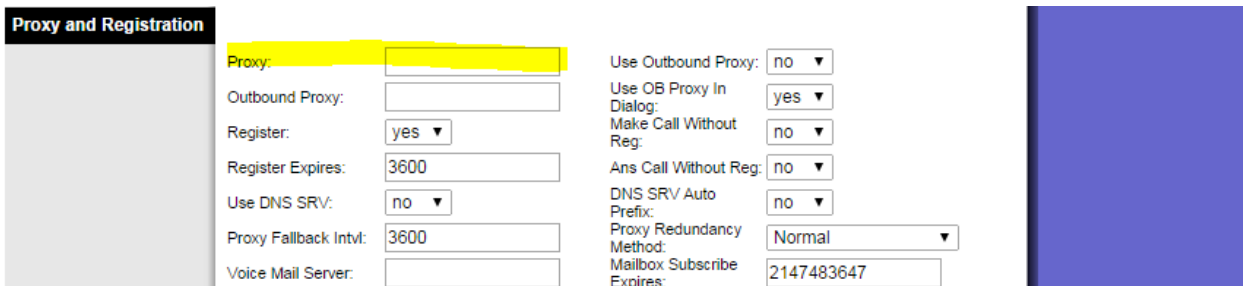 Proxy and Registration
Proxy:
Use Outbound Proxy: no
Outbound Proxy:
Use OB Proxy In
Dialog: yes
Register: yes
Make Call Without
Reg: no
Register Expires: 3600
Ans Call Without Reg: no
Use DNS SRV: no
DNS SRV Auto
Prefix: no
Proxy Fallback Intvl: 3600
Proxy Redundancy
Method: Normal
Voice Mail Server:
Mailbox Subscribe
Expires: 2147483647